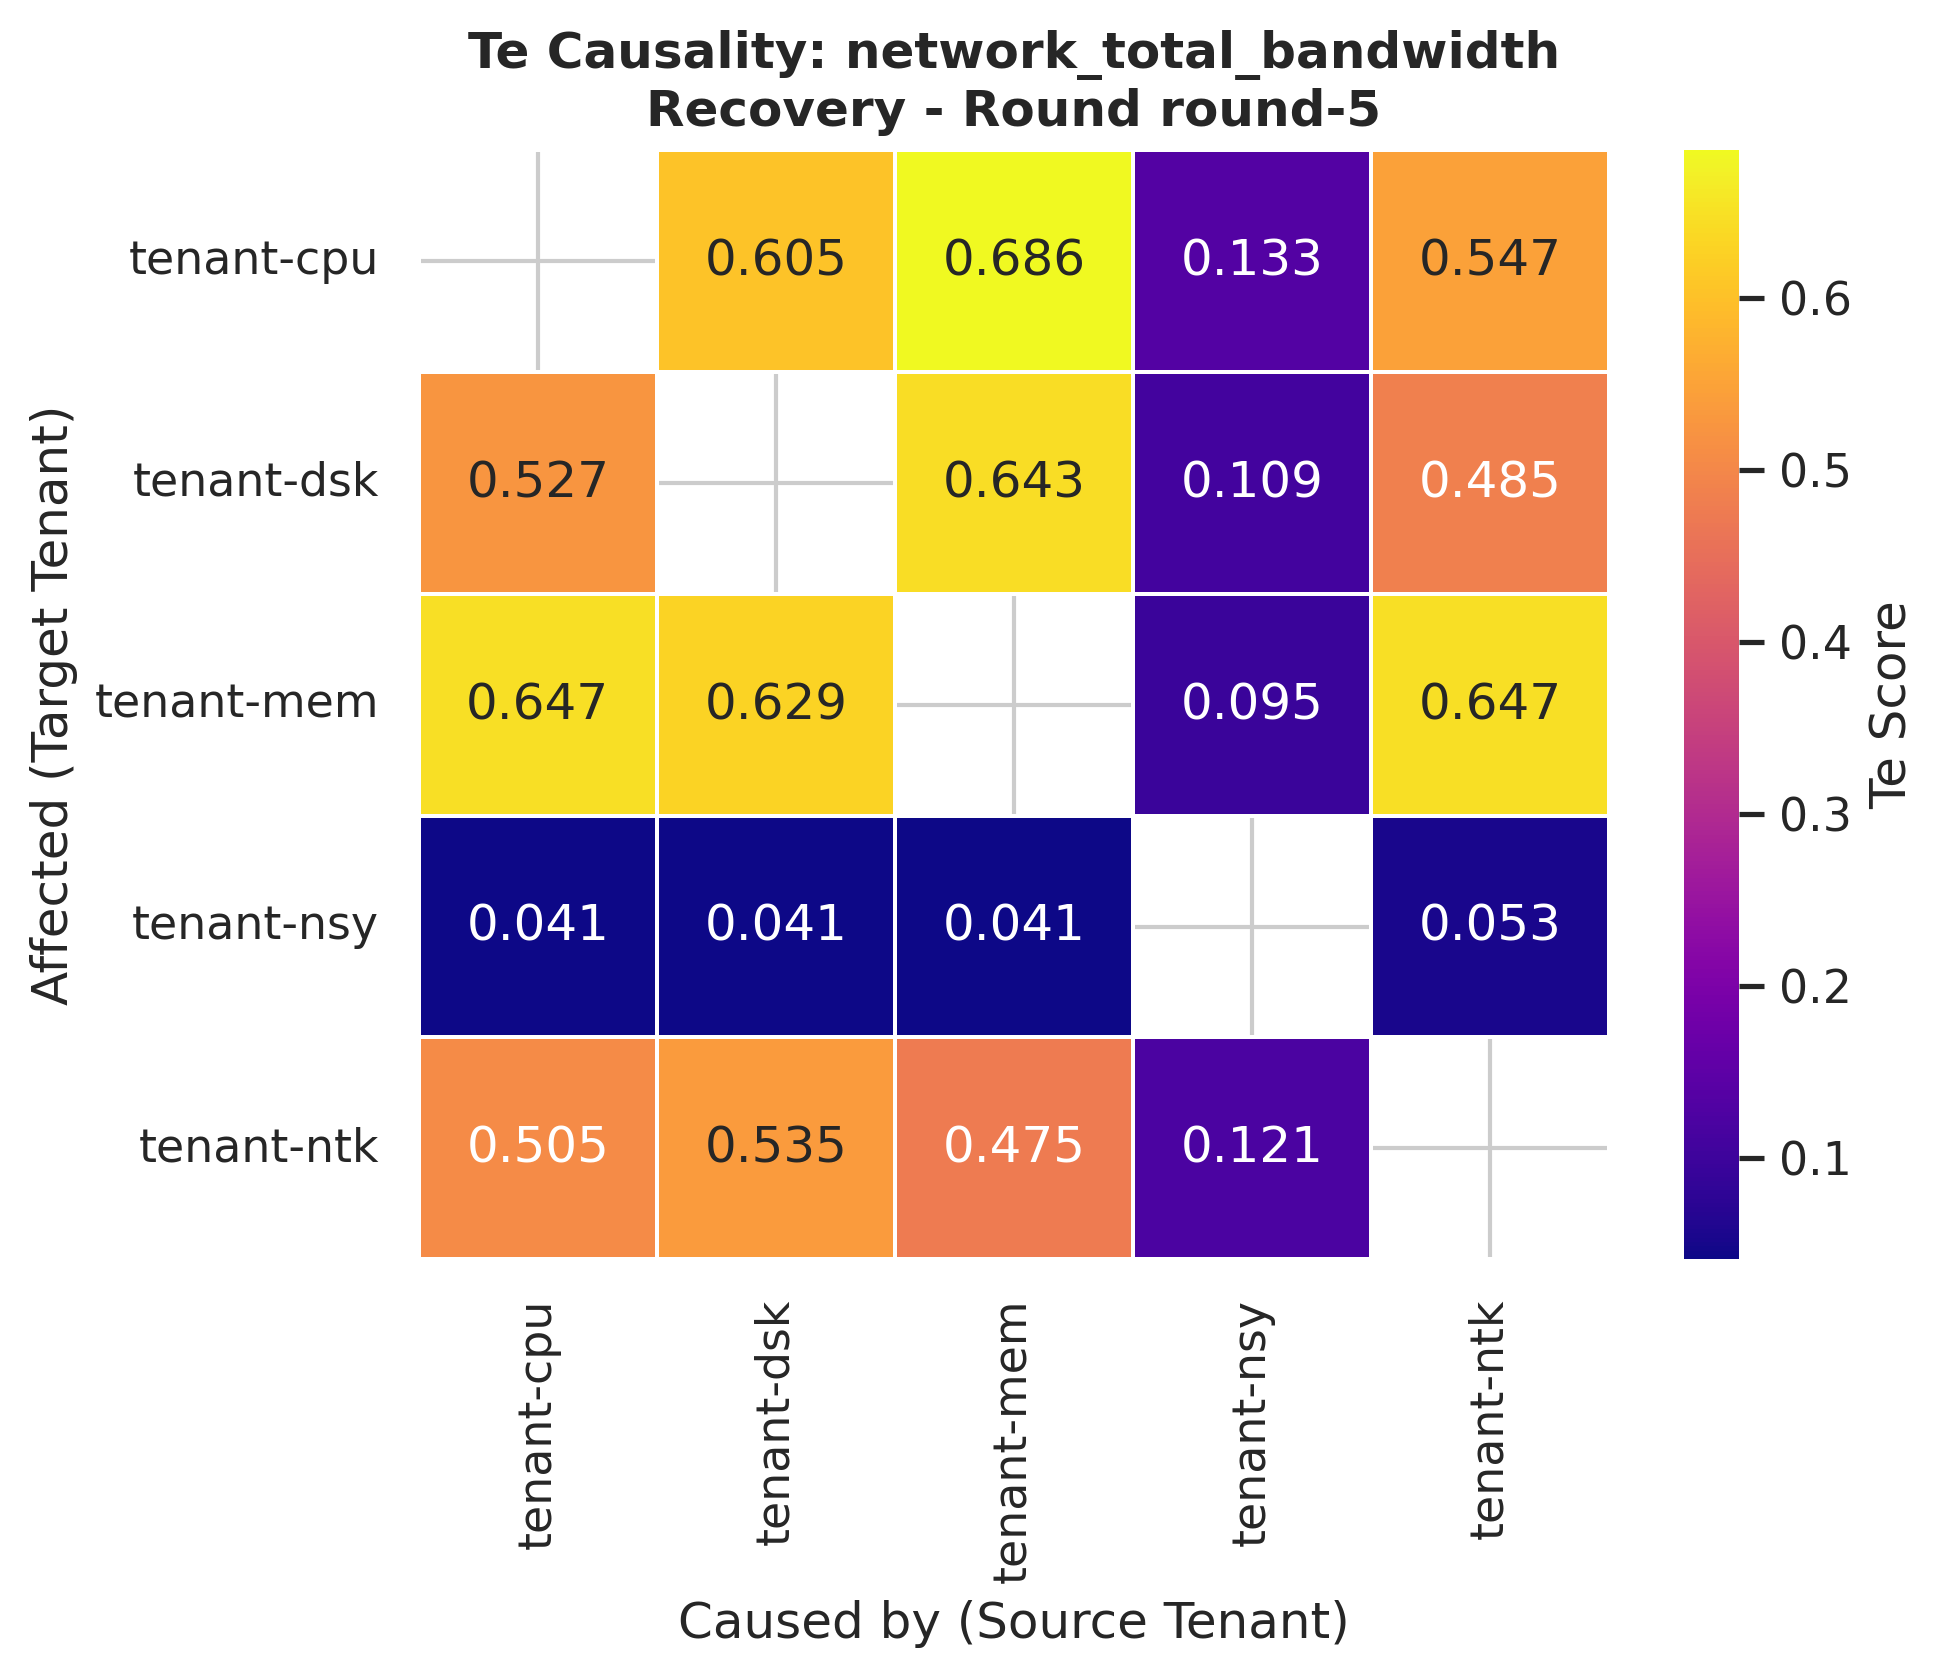 Te Causality: network_total_bandwidth
Recovery - Round round-5
tenant-cpu 0.605 0.686 0.133 0.547
tenant-dsk 0.527 0.643 0.109 0.485
tenant-mem 0.647 0.629 0.095 0.647
tenant-nsy 0.041 0.041 0.041 0.053
tenant-ntk 0.505 0.535 0.475 0.121
Affected (Target Tenant)
tenant-cpu
tenant-dsk
tenant-mem
tenant-nsy
tenant-ntk
Caused by (Source Tenant)
0.6
0.5
0.4
0.3
0.2
0.1
Te Score